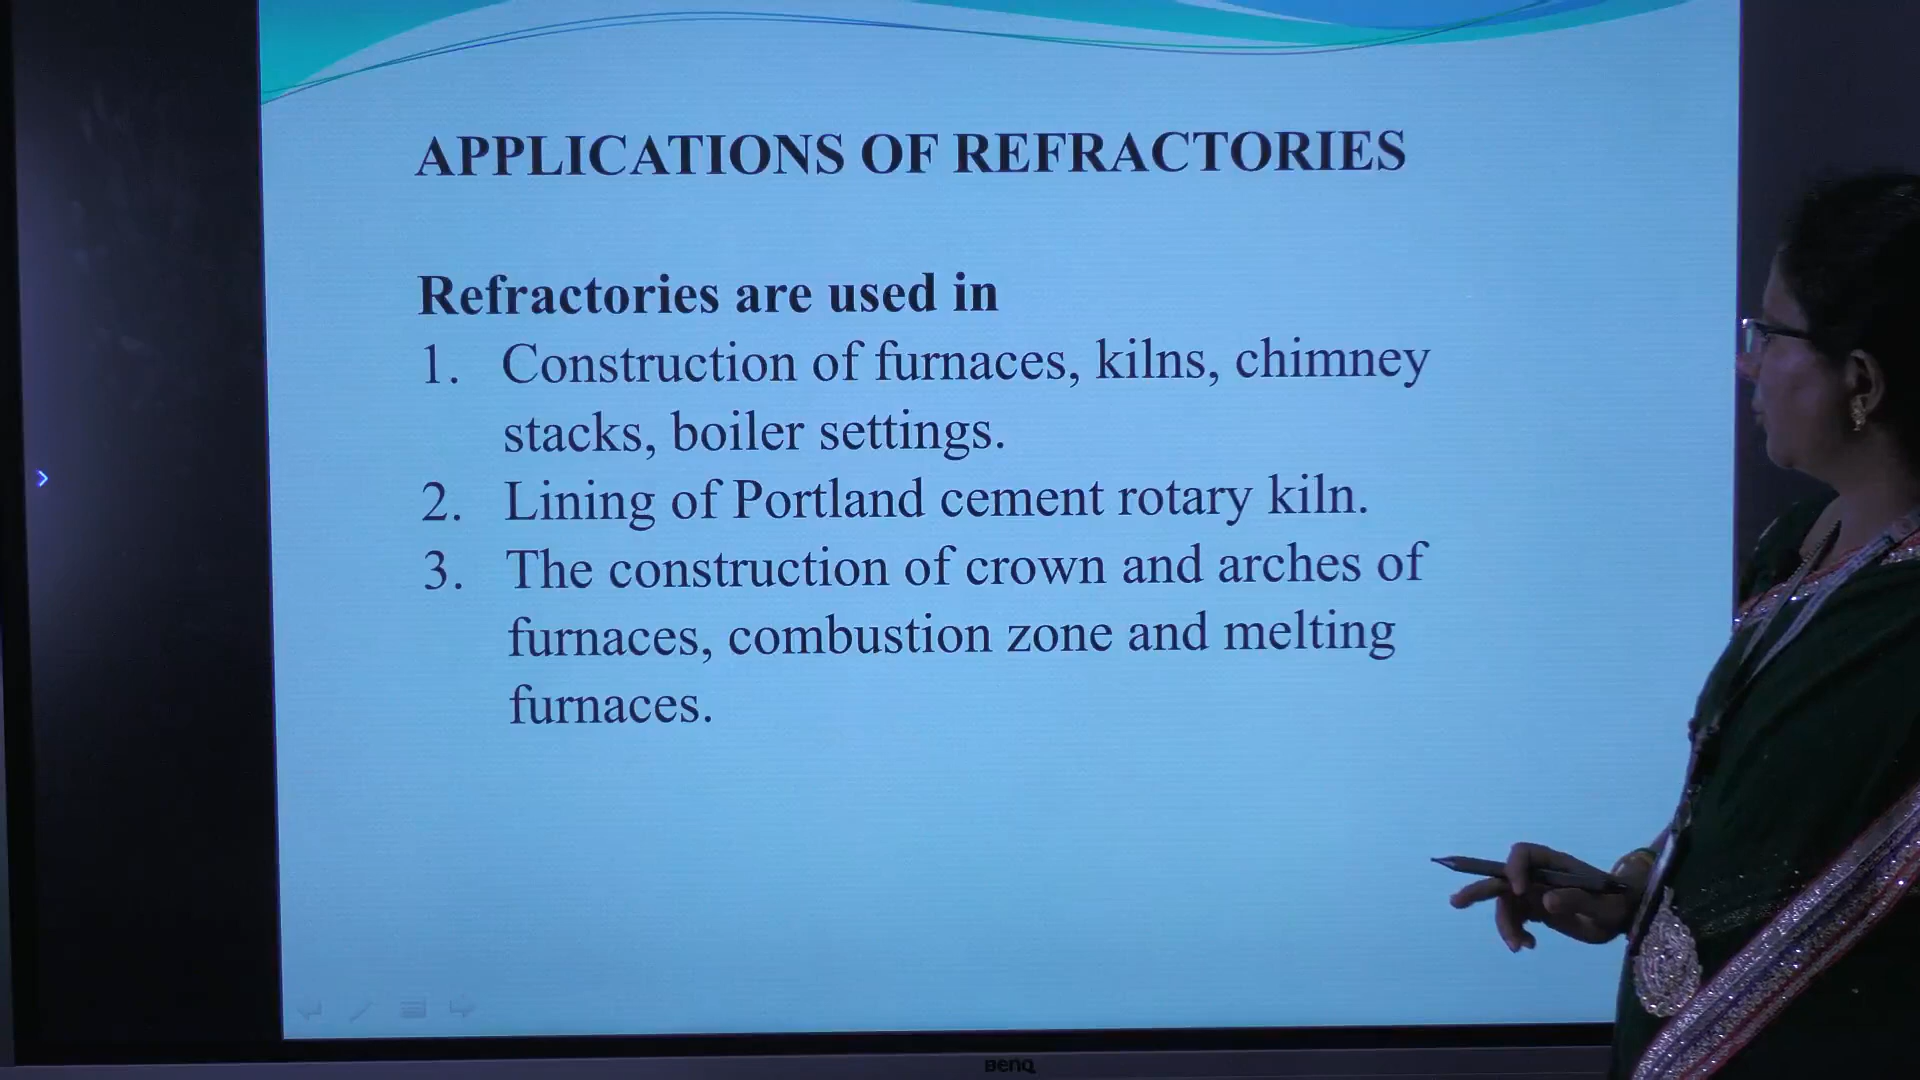 APPLICATIONS OF REFRACTORIES
Refractories are used in
1. Construction of furnaces, kilns, chimney
stacks, boiler settings.
2. Lining of Portland cement rotary kiln.
3. The construction of crown and arches of
furnaces, combustion zone and melting
furnaces.
BenQ